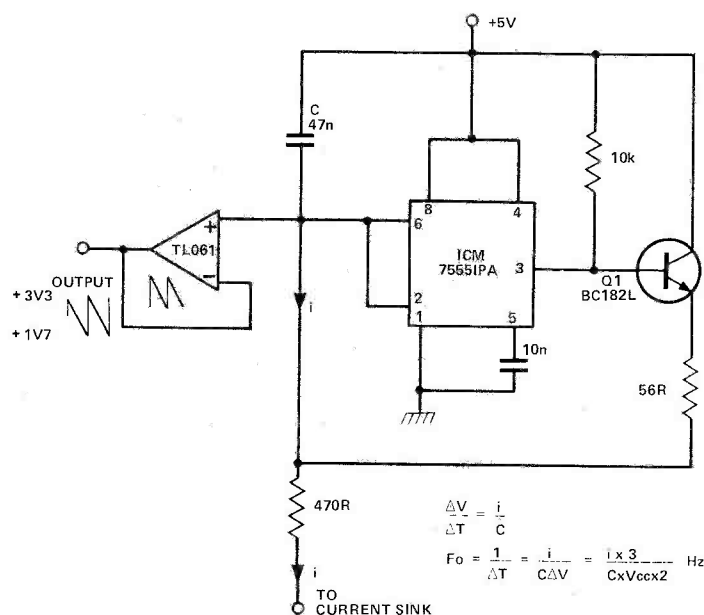 +5V
C
47n
10k
8
4
6
+
TL061
−
ICM
7555IPA
3
Q1
BC182L
OUTPUT
+ 3V3
+ 1V7
i
2
1
5
10n
56R
470R
ΔV/ΔT = i/C
Fo = 1/ΔT = i/CΔV = i x 3/CxVccx2 Hz
i
TO
CURRENT SINK